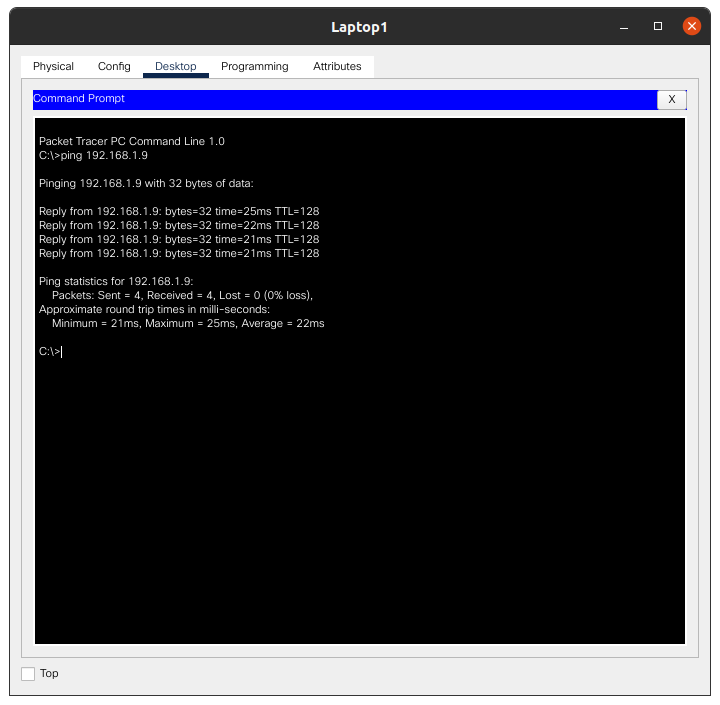 Laptop1
Physical Config Desktop Programming Attributes
Command Prompt X
Packet Tracer PC Command Line 1.0
C:\>ping 192.168.1.9
Pinging 192.168.1.9 with 32 bytes of data:
Reply from 192.168.1.9: bytes=32 time=25ms TTL=128
Reply from 192.168.1.9: bytes=32 time=22ms TTL=128
Reply from 192.168.1.9: bytes=32 time=21ms TTL=128
Reply from 192.168.1.9: bytes=32 time=21ms TTL=128
Ping statistics for 192.168.1.9:
Packets: Sent = 4, Received = 4, Lost = 0 (0% loss),
Approximate round trip times in milli-seconds:
Minimum = 21ms, Maximum = 25ms, Average = 22ms
C:\>
Top